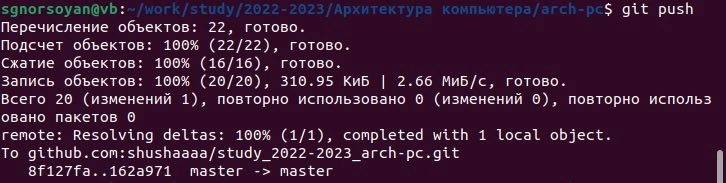 sgnorsoyan@vb:~/work/study/2022-2023/Архитектура компьютера/arch-pc$ git push
Перечисление объектов: 22, готово.
Подсчет объектов: 100% (22/22), готово.
Сжатие объектов: 100% (16/16), готово.
Запись объектов: 100% (20/20), 310.95 КиБ | 2.66 МиБ/с, готово.
Всего 20 (изменений 1), повторно использовано 0 (изменений 0), повторно использ
овано пакетов 0
remote: Resolving deltas: 100% (1/1), completed with 1 local object.
To github.com:shushaaaa/study_2022-2023_arch-pc.git
   8f127fa..162a971  master -> master